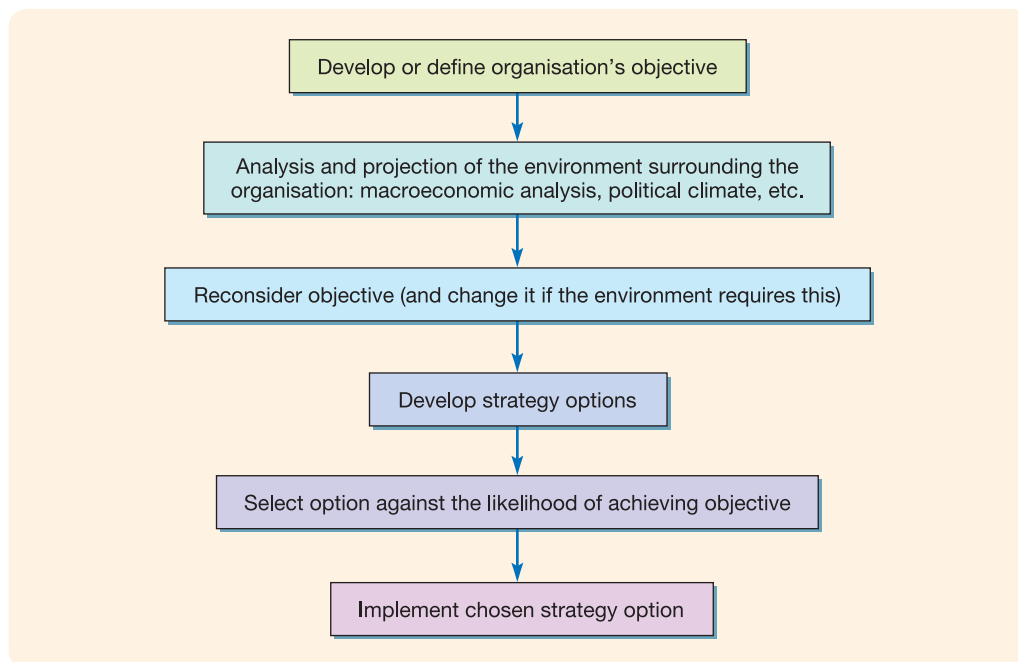 Develop or define organisation’s objective
Analysis and projection of the environment surrounding the
organisation: macroeconomic analysis, political climate, etc.
Reconsider objective (and change it if the environment requires this)
Develop strategy options
Select option against the likelihood of achieving objective
Implement chosen strategy option